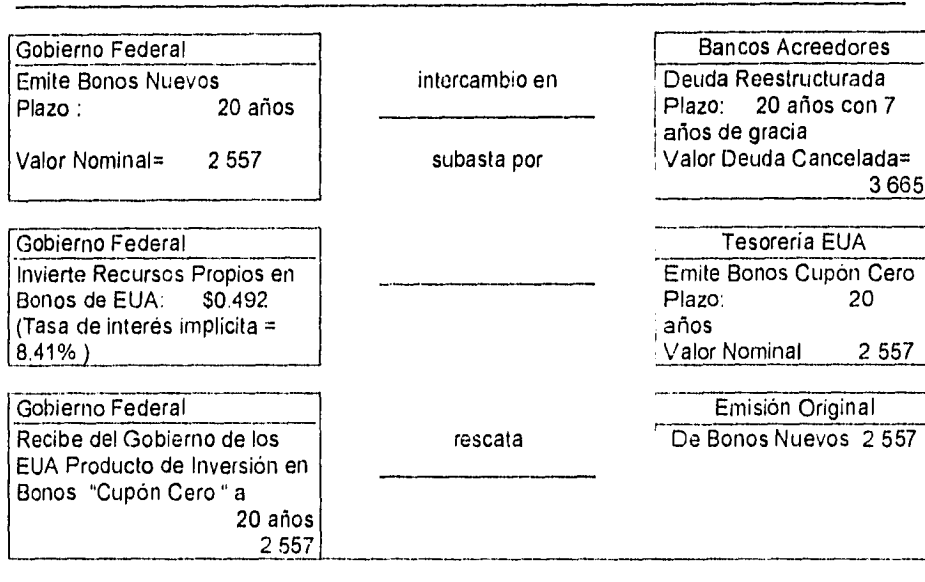 Gobierno Federal
Emite Bonos Nuevos
Plazo : 20 años
Valor Nominal= 2 557
intercambio en
subasta por
Bancos Acreedores
Deuda Reestructurada
Plazo: 20 años con 7
años de gracia
Valor Deuda Cancelada=
3 665
Gobierno Federal
Invierte Recursos Propios en
Bonos de EUA: $0.492
(Tasa de interés implicita =
8.41% )
Tesorería EUA
Emite Bonos Cupón Cero
Plazo: 20
años
Valor Nominal 2 557
Gobierno Federal
Recibe del Gobierno de los
EUA Producto de Inversión en
Bonos "Cupón Cero " a
20 años
2 557
rescata
Emisión Original
De Bonos Nuevos 2 557